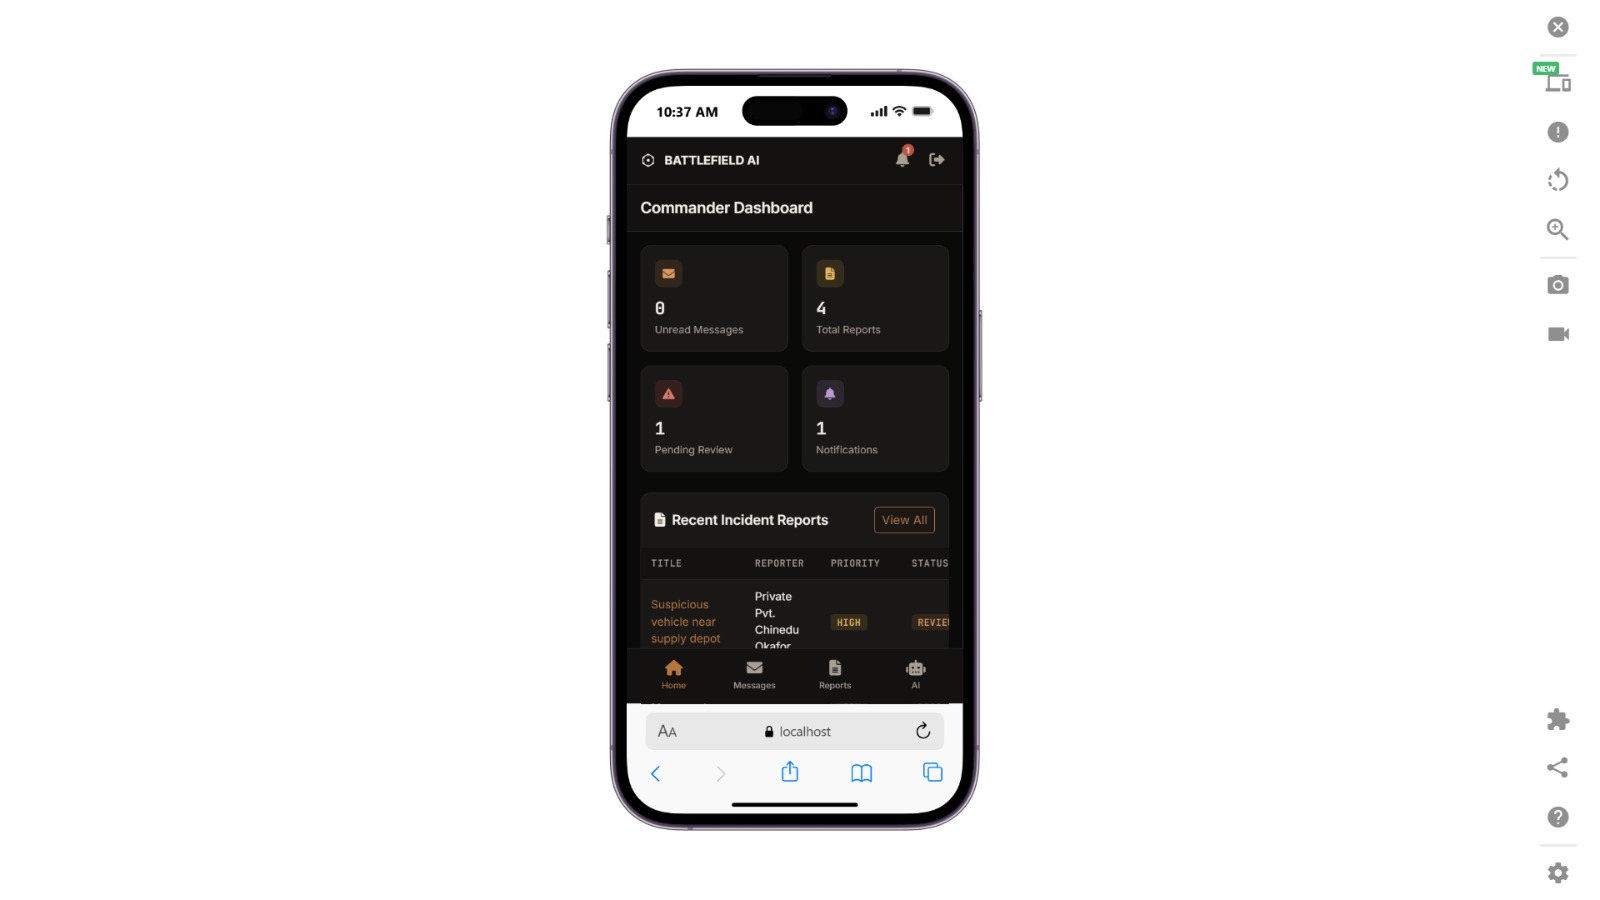 NEW
10:37 AM
BATTLEFIELD AI
1
Commander Dashboard
0
Unread Messages
4
Total Reports
1
Pending Review
1
Notifications
Recent Incident Reports
View All
TITLE REPORTER PRIORITY STATUS
Suspicious
vehicle near
supply depot
Private
Pvt.
Chinedu
Okafor
HIGH
REVIE
Home
Messages
Reports
AI
AA
localhost